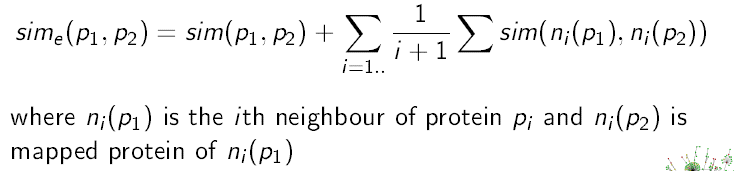 sim_e(p_1, p_2) = sim(p_1, p_2) + \sum_{i=1..} \frac{1}{i+1} \sum sim(n_i(p_1), n_i(p_2))
where n_i(p_1) is the ith neighbour of protein p_i and n_i(p_2) is
mapped protein of n_i(p_1)